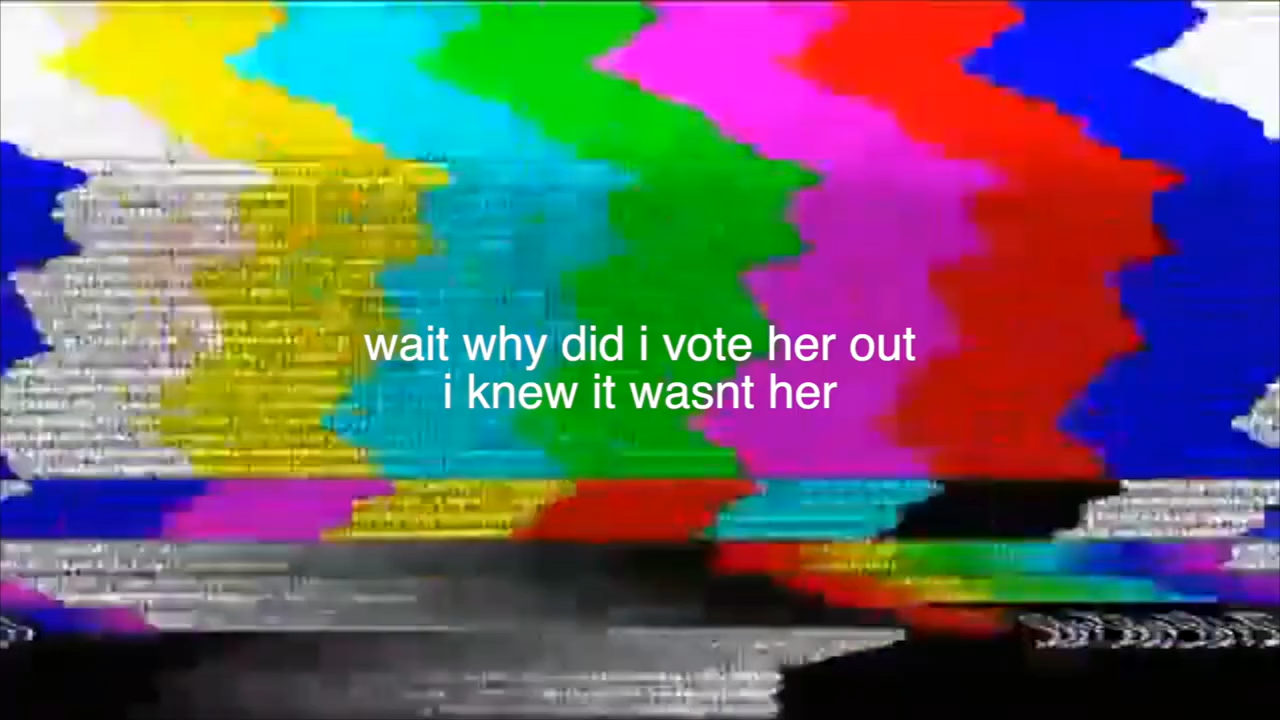 wait why did i vote her out
i knew it wasnt her